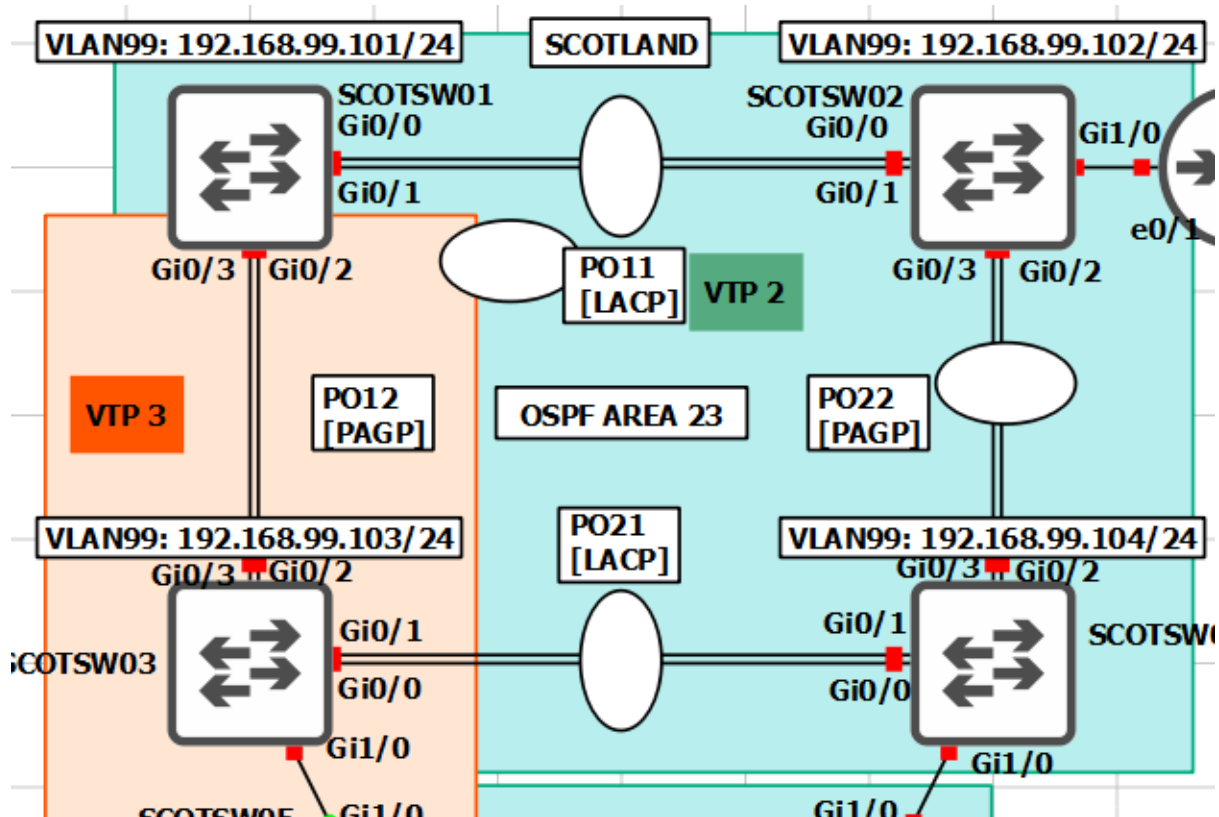 VLAN99: 192.168.99.101/24
SCOTLAND
VLAN99: 192.168.99.102/24
SCOTSW01
Gi0/0
SCOTSW02
Gi0/0
Gi1/0
Gi0/1
Gi0/1
e0/1
Gi0/3
Gi0/2
PO11
[LACP]
VTP 2
Gi0/3
Gi0/2
VTP 3
PO12
[PAGP]
OSPF AREA 23
PO22
[PAGP]
PO21
[LACP]
VLAN99: 192.168.99.103/24
VLAN99: 192.168.99.104/24
Gi0/3
Gi0/2
Gi0/3
Gi0/2
Gi0/1
Gi0/1
SCOTSW03
Gi0/0
Gi0/0
Gi1/0
Gi1/0
SCOTSW05
Gi1/0
Gi1/0